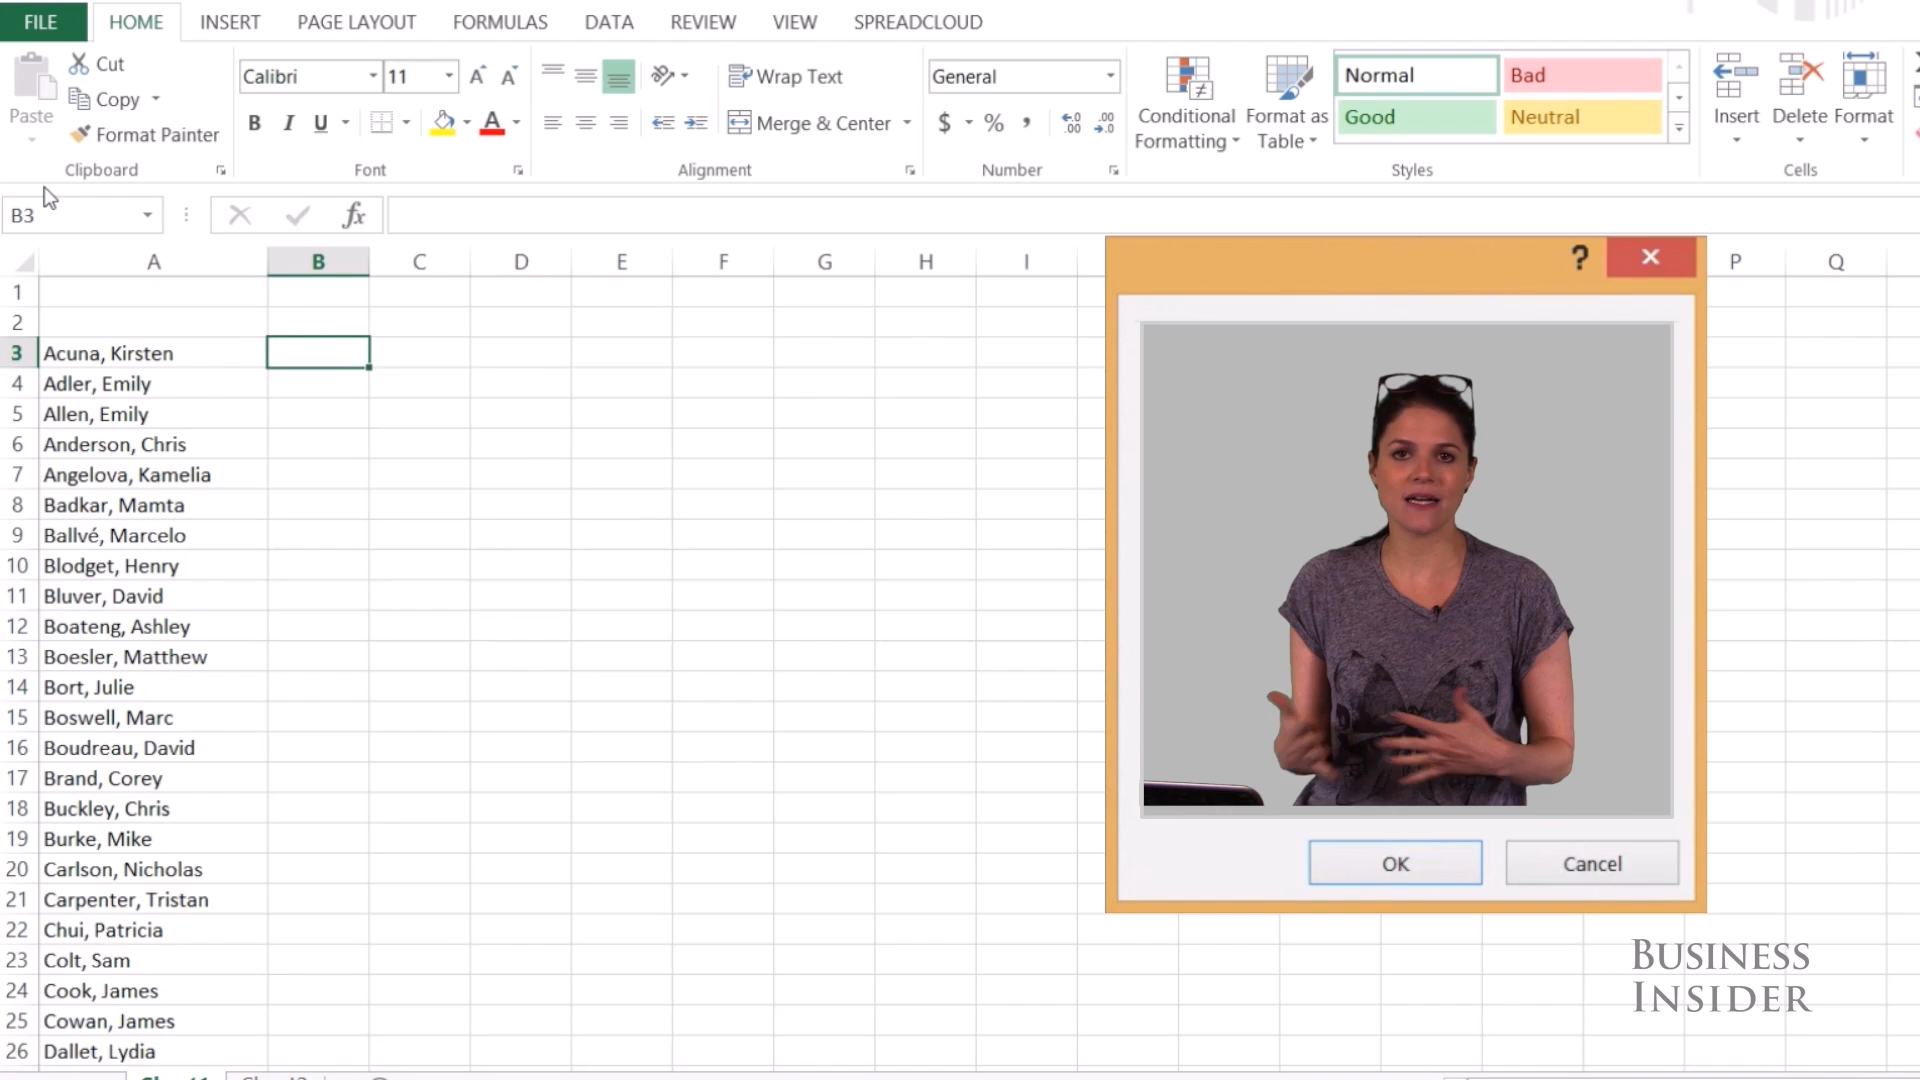 FILE HOME INSERT PAGE LAYOUT FORMULAS DATA REVIEW VIEW SPREADCLOUD
Paste
Cut
Copy
Format Painter
Clipboard
Calibri 11 A A
B I U A
Font
Wrap Text
Merge & Center
Alignment
General
$ % , .0 .00 .00 .0
Number
Conditional Formatting
Format as Table
Normal Bad
Good Neutral
Styles
Insert Delete Format
Cells
B3 fx
A B C D E F G H I P Q
? X
1
2
3 Acuna, Kirsten
4 Adler, Emily
5 Allen, Emily
6 Anderson, Chris
7 Angelova, Kamelia
8 Badkar, Mamta
9 Ballvé, Marcelo
10 Blodget, Henry
11 Bluver, David
12 Boateng, Ashley
13 Boesler, Matthew
14 Bort, Julie
15 Boswell, Marc
16 Boudreau, David
17 Brand, Corey
18 Buckley, Chris
19 Burke, Mike
20 Carlson, Nicholas
21 Carpenter, Tristan
22 Chui, Patricia
23 Colt, Sam
24 Cook, James
25 Cowan, James
26 Dallet, Lydia
OK Cancel
BUSINESS
INSIDER